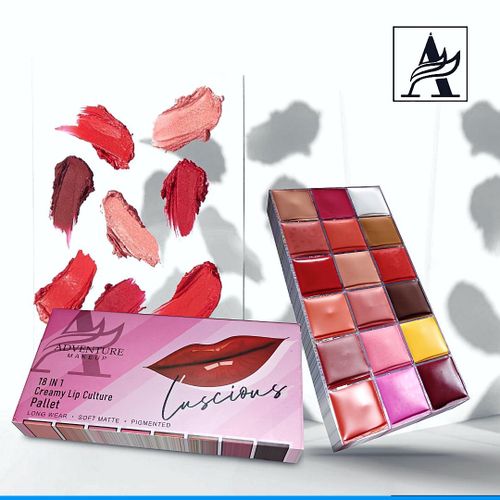 A
ADVENTURE
MAKEUP
18 IN 1
Creamy Lip Culture
Pallet
LONG WEAR • SOFT MATTE • PIGMENTED
Luscious